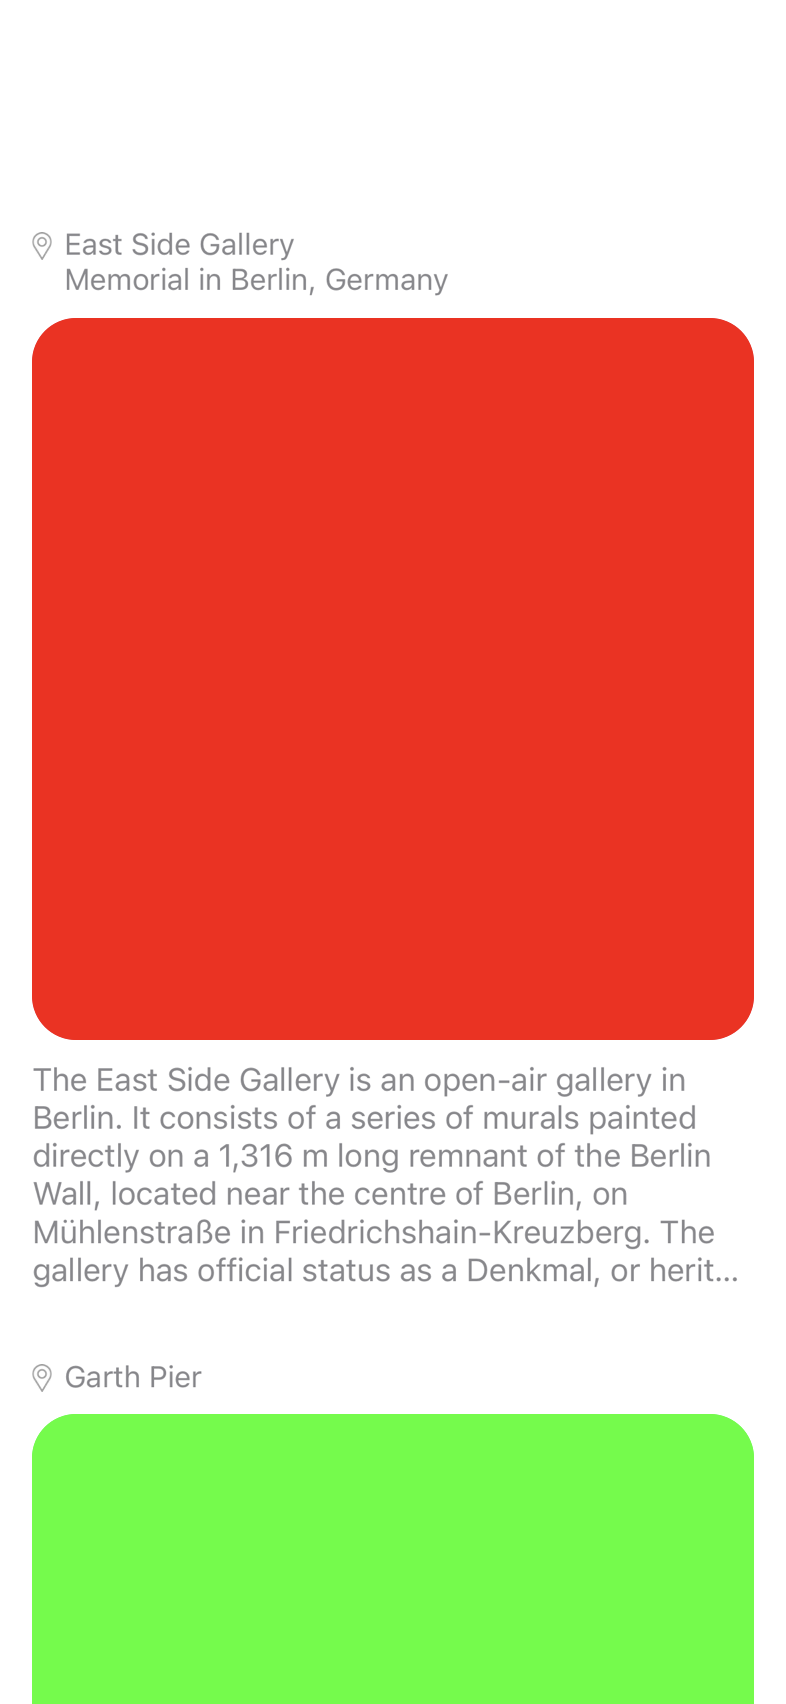 East Side Gallery
Memorial in Berlin, Germany
The East Side Gallery is an open-air gallery in
Berlin. It consists of a series of murals painted
directly on a 1,316 m long remnant of the Berlin
Wall, located near the centre of Berlin, on
Mühlenstraße in Friedrichshain-Kreuzberg. The
gallery has official status as a Denkmal, or herit...
Garth Pier